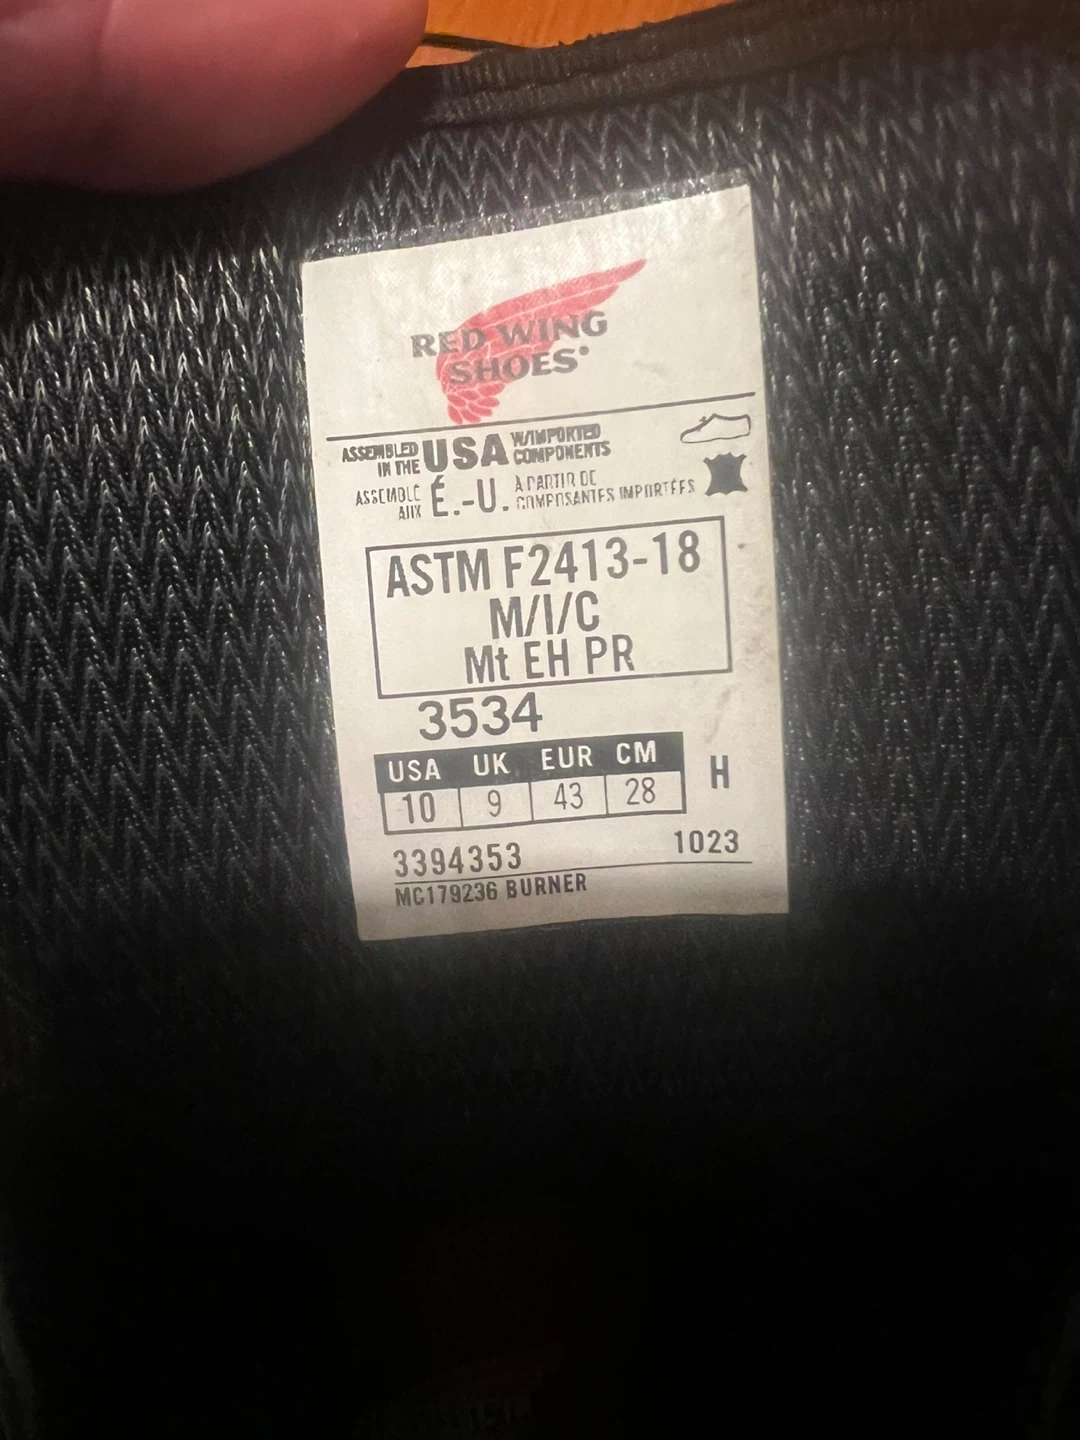 RED WING
SHOES®
ASSEMBLED IN THE USA W/IMPORTED COMPONENTS
ASSEMBLÉ AUX É.-U. À PARTIR DE COMPOSANTES IMPORTÉES
ASTM F2413-18
M/I/C
Mt EH PR
3534
USA UK EUR CM
10 9 43 28 H
3394353 1023
MC179236 BURNER